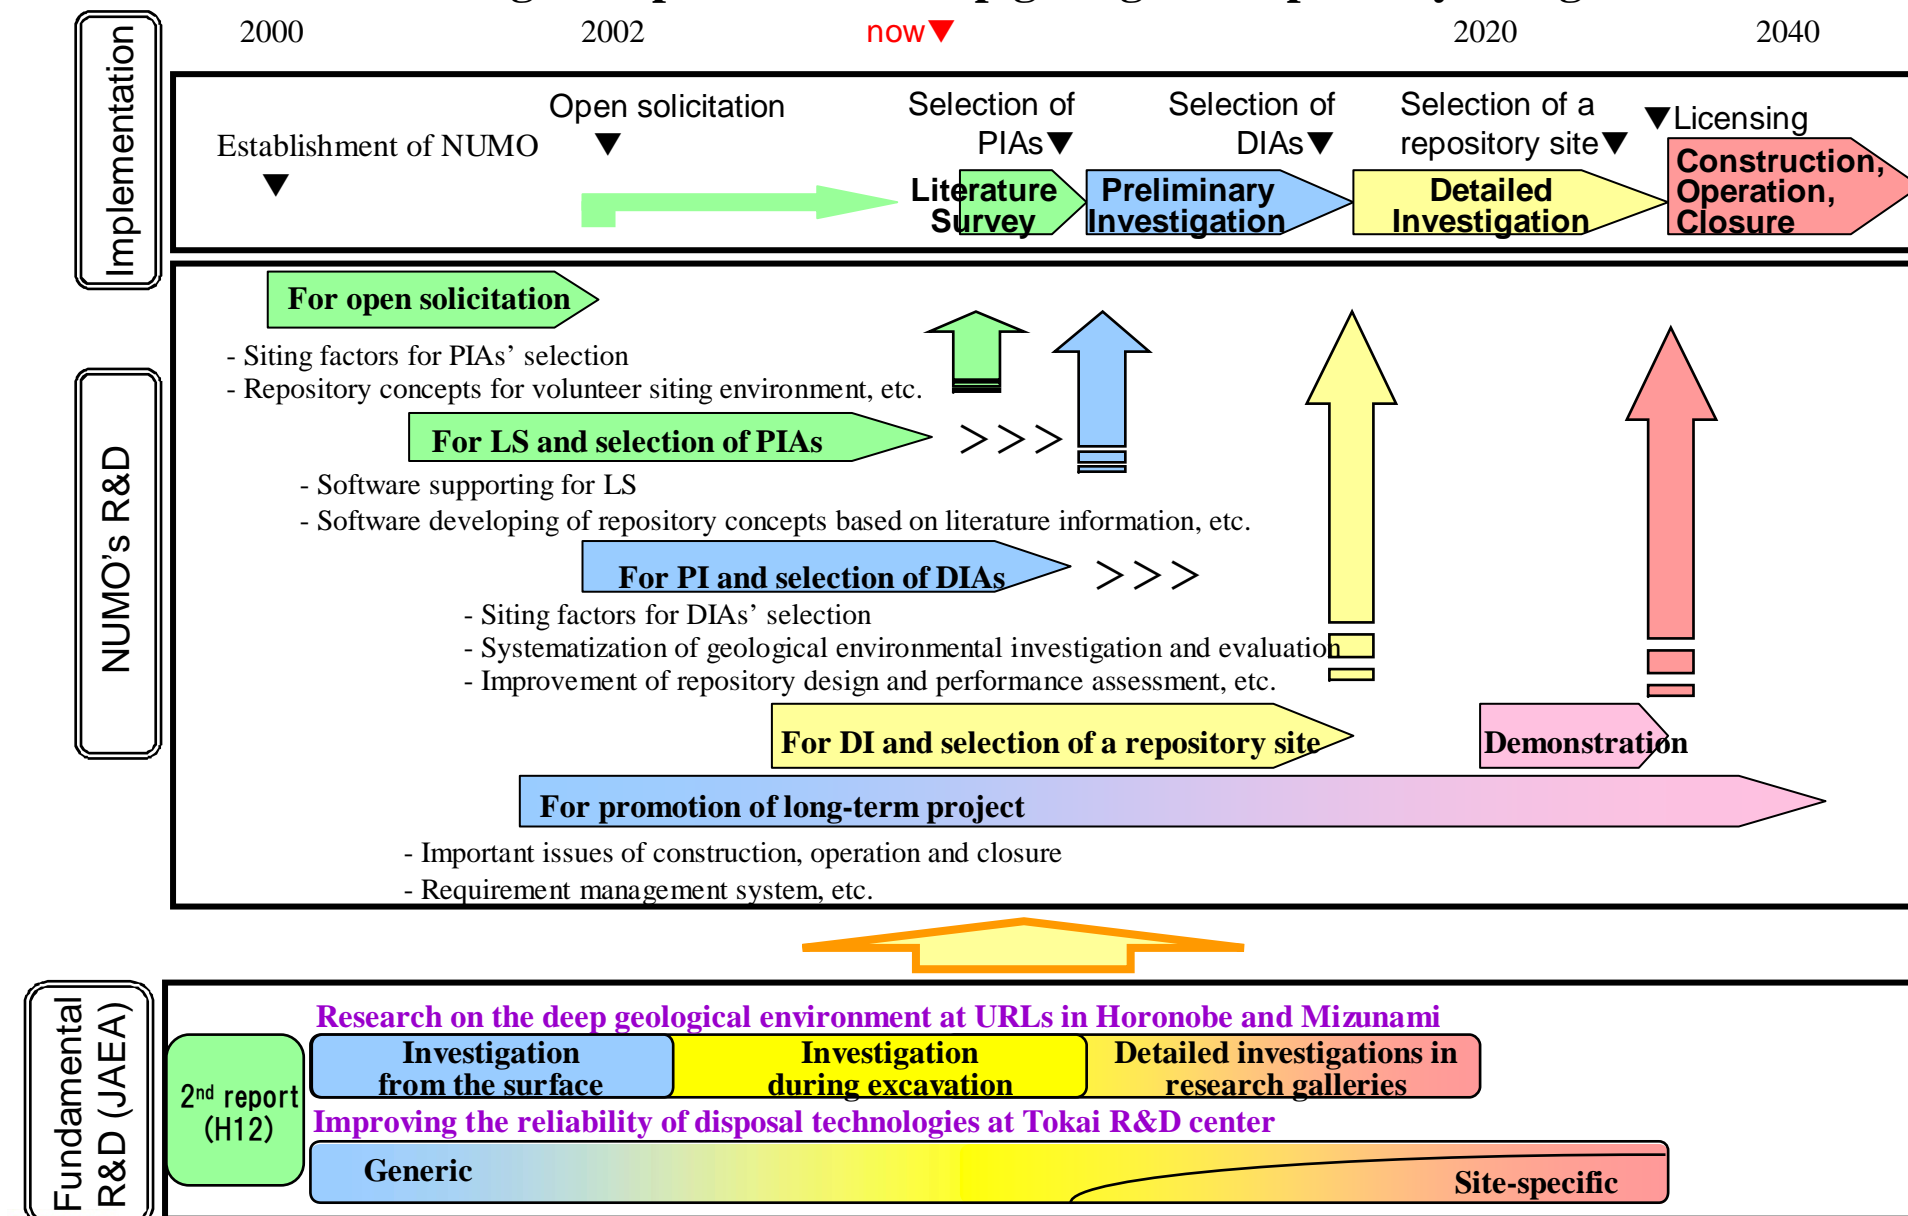 2000 2002 now▼ 2020 2040
Implementation
Open solicitation
▼
Establishment of NUMO
▼
Selection of
PIAs▼
Selection of
DIAs▼
Selection of a
repository site▼
▼Licensing
Literature
Survey
Preliminary
Investigation
Detailed
Investigation
Construction,
Operation,
Closure
NUMO's R&D
For open solicitation
- Siting factors for PIAs' selection
- Repository concepts for volunteer siting environment, etc.
For LS and selection of PIAs >>>
- Software supporting for LS
- Software developing of repository concepts based on literature information, etc.
For PI and selection of DIAs >>>
- Siting factors for DIAs' selection
- Systematization of geological environmental investigation and evaluation
- Improvement of repository design and performance assessment, etc.
For DI and selection of a repository site
Demonstration
For promotion of long-term project
- Important issues of construction, operation and closure
- Requirement management system, etc.
Fundamental
R&D (JAEA)
2nd report
(H12)
Research on the deep geological environment at URLs in Horonobe and Mizunami
Investigation
from the surface
Investigation
during excavation
Detailed investigations in
research galleries
Improving the reliability of disposal technologies at Tokai R&D center
Generic
Site-specific